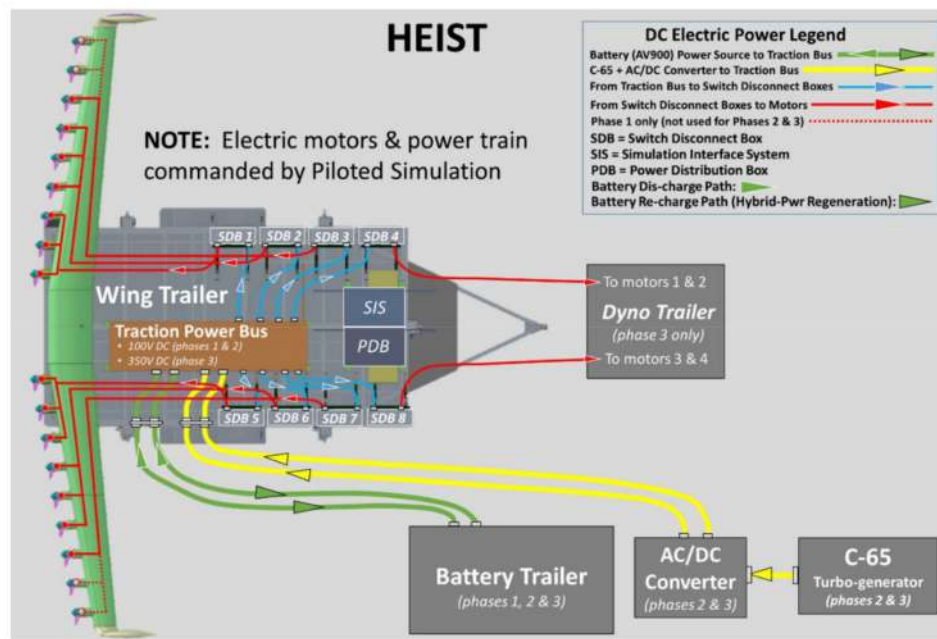 HEIST
DC Electric Power Legend
Battery (AV900) Power Source to Traction Bus
C-65 + AC/DC Converter to Traction Bus
From Traction Bus to Switch Disconnect Boxes
From Switch Disconnect Boxes to Motors
Phase 1 only (not used for Phases 2 & 3)
SDB = Switch Disconnect Box
SIS = Simulation Interface System
PDB = Power Distribution Box
Battery Dis-charge Path:
Battery Re-charge Path (Hybrid-Pwr Regeneration):
NOTE: Electric motors & power train
commanded by Piloted Simulation
SDB 1
SDB 2
SDB 3
SDB 4
Wing Trailer
SIS
PDB
Traction Power Bus
• 100V DC (phases 1 & 2)
• 350V DC (phase 3)
To motors 1 & 2
Dyno Trailer
(phase 3 only)
To motors 3 & 4
SDB 5
SDB 6
SDB 7
SDB 8
Battery Trailer
(phases 1, 2 & 3)
AC/DC
Converter
(phases 2 & 3)
C-65
Turbo-generator
(phases 2 & 3)